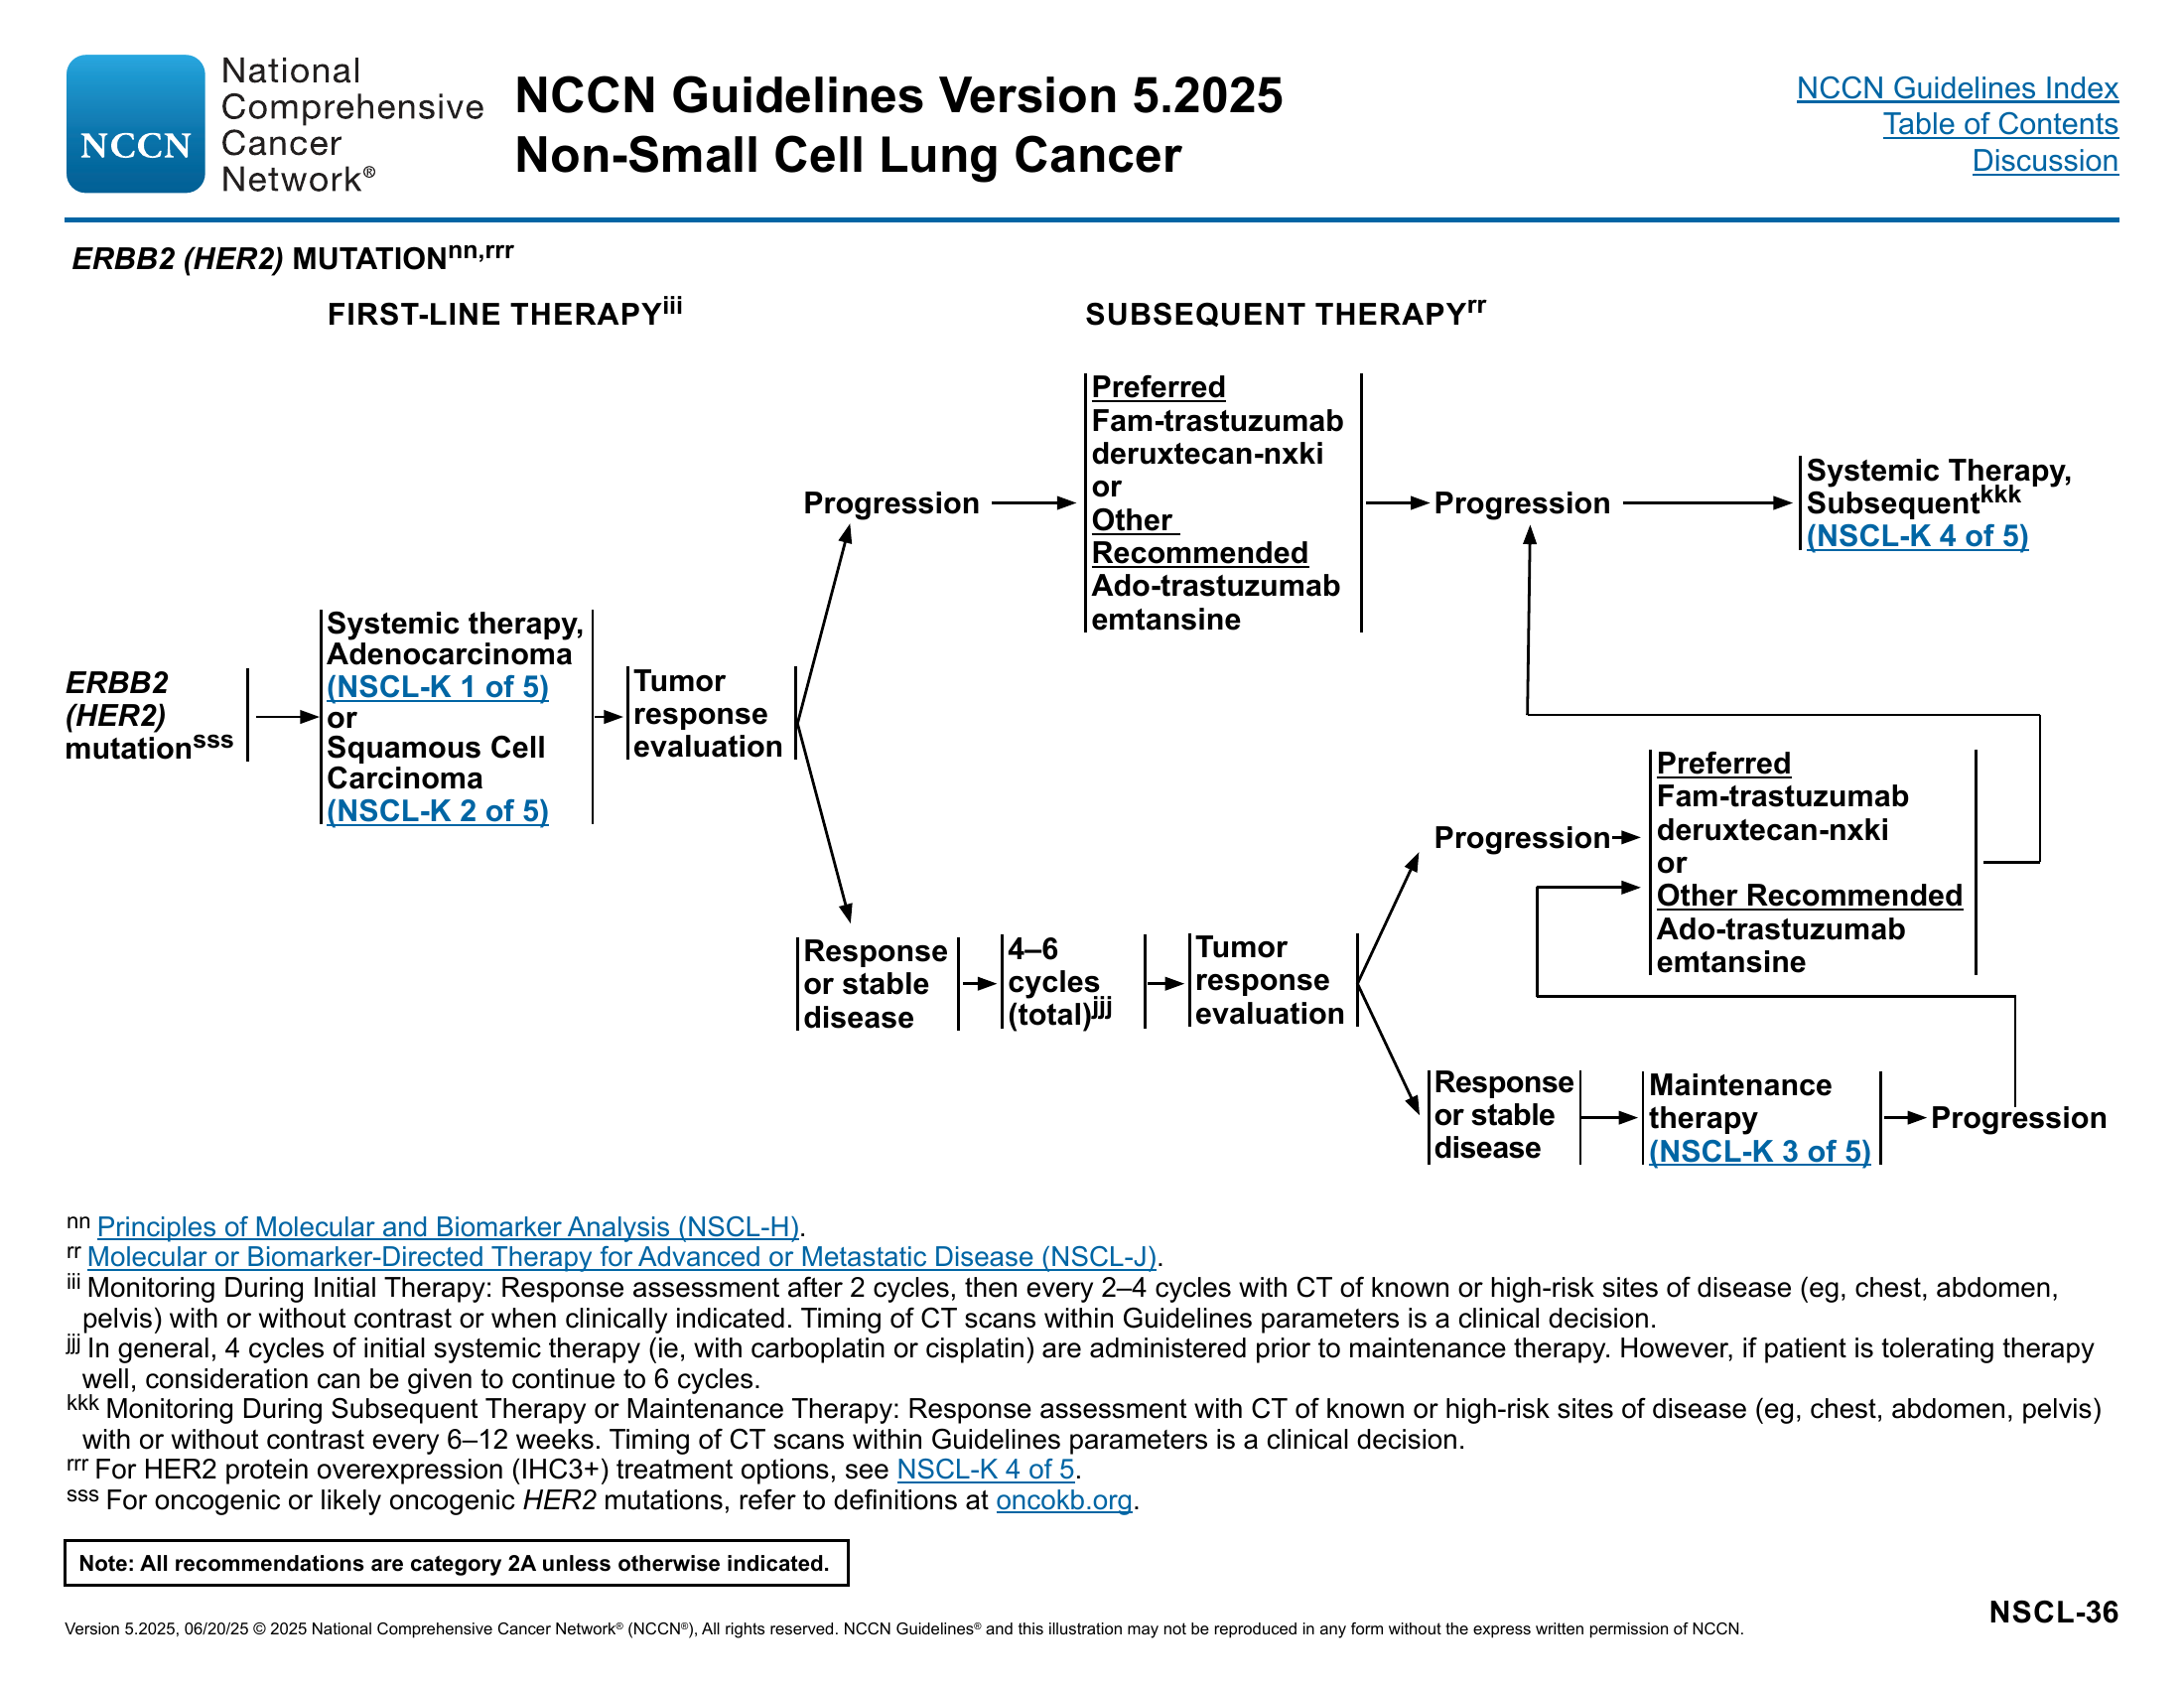 NCCN
National
Comprehensive
Cancer
Network®
NCCN Guidelines Version 5.2025
Non-Small Cell Lung Cancer
NCCN Guidelines Index
Table of Contents
Discussion
ERBB2 (HER2) MUTATIONnn,rrr
FIRST-LINE THERAPYiii
SUBSEQUENT THERAPYrr
ERBB2
(HER2)
mutationsss
Systemic therapy,
Adenocarcinoma
(NSCL-K 1 of 5)
or
Squamous Cell
Carcinoma
(NSCL-K 2 of 5)
Tumor
response
evaluation
Progression
Preferred
Fam-trastuzumab
deruxtecan-nxki
or
Other
Recommended
Ado-trastuzumab
emtansine
Progression
Systemic Therapy,
Subsequentkkk
(NSCL-K 4 of 5)
Response
or stable
disease
4–6
cycles
(total)jjj
Tumor
response
evaluation
Progression
Preferred
Fam-trastuzumab
deruxtecan-nxki
or
Other Recommended
Ado-trastuzumab
emtansine
Response
or stable
disease
Maintenance
therapy
(NSCL-K 3 of 5)
Progression
nn Principles of Molecular and Biomarker Analysis (NSCL-H).
rr Molecular or Biomarker-Directed Therapy for Advanced or Metastatic Disease (NSCL-J).
iii Monitoring During Initial Therapy: Response assessment after 2 cycles, then every 2–4 cycles with CT of known or high-risk sites of disease (eg, chest, abdomen,
pelvis) with or without contrast or when clinically indicated. Timing of CT scans within Guidelines parameters is a clinical decision.
jjj In general, 4 cycles of initial systemic therapy (ie, with carboplatin or cisplatin) are administered prior to maintenance therapy. However, if patient is tolerating therapy
well, consideration can be given to continue to 6 cycles.
kkk Monitoring During Subsequent Therapy or Maintenance Therapy: Response assessment with CT of known or high-risk sites of disease (eg, chest, abdomen, pelvis)
with or without contrast every 6–12 weeks. Timing of CT scans within Guidelines parameters is a clinical decision.
rrr For HER2 protein overexpression (IHC3+) treatment options, see NSCL-K 4 of 5.
sss For oncogenic or likely oncogenic HER2 mutations, refer to definitions at oncokb.org.
Note: All recommendations are category 2A unless otherwise indicated.
NSCL-36
Version 5.2025, 06/20/25 © 2025 National Comprehensive Cancer Network® (NCCN®), All rights reserved. NCCN Guidelines® and this illustration may not be reproduced in any form without the express written permission of NCCN.